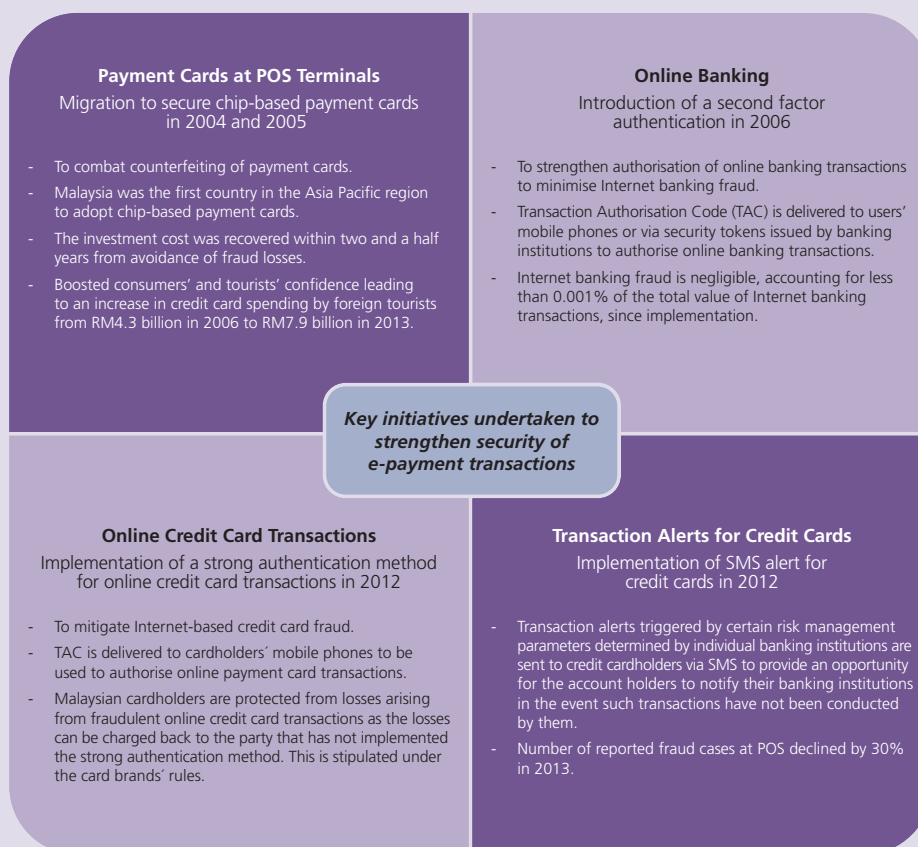 Payment Cards at POS Terminals
Migration to secure chip-based payment cards
in 2004 and 2005
- To combat counterfeiting of payment cards.
- Malaysia was the first country in the Asia Pacific region
to adopt chip-based payment cards.
- The investment cost was recovered within two and a half
years from avoidance of fraud losses.
- Boosted consumers’ and tourists’ confidence leading
to an increase in credit card spending by foreign tourists
from RM4.3 billion in 2006 to RM7.9 billion in 2013.
Online Banking
Introduction of a second factor
authentication in 2006
- To strengthen authorisation of online banking transactions
to minimise Internet banking fraud.
- Transaction Authorisation Code (TAC) is delivered to users’
mobile phones or via security tokens issued by banking
institutions to authorise online banking transactions.
- Internet banking fraud is negligible, accounting for less
than 0.001% of the total value of Internet banking
transactions, since implementation.
Key initiatives undertaken to
strengthen security of
e-payment transactions
Online Credit Card Transactions
Implementation of a strong authentication method
for online credit card transactions in 2012
- To mitigate Internet-based credit card fraud.
- TAC is delivered to cardholders´ mobile phones to be
used to authorise online payment card transactions.
- Malaysian cardholders are protected from losses arising
from fraudulent online credit card transactions as the losses
can be charged back to the party that has not implemented
the strong authentication method. This is stipulated under
the card brands´ rules.
Transaction Alerts for Credit Cards
Implementation of SMS alert for
credit cards in 2012
- Transaction alerts triggered by certain risk management
parameters determined by individual banking institutions are
sent to credit cardholders via SMS to provide an opportunity
for the account holders to notify their banking institutions
in the event such transactions have not been conducted
by them.
- Number of reported fraud cases at POS declined by 30%
in 2013.